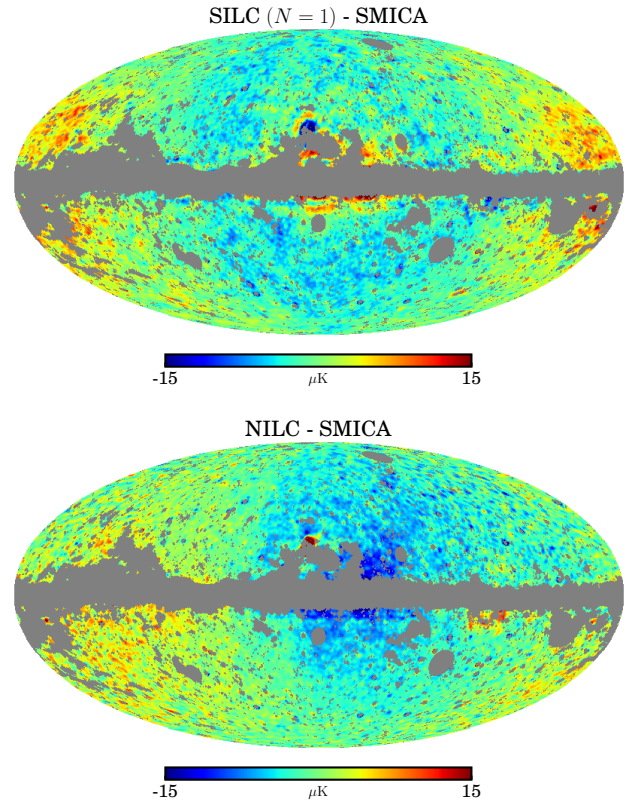 SILC (N = 1) - SMICA
-15 μK 15
NILC - SMICA
-15 μK 15